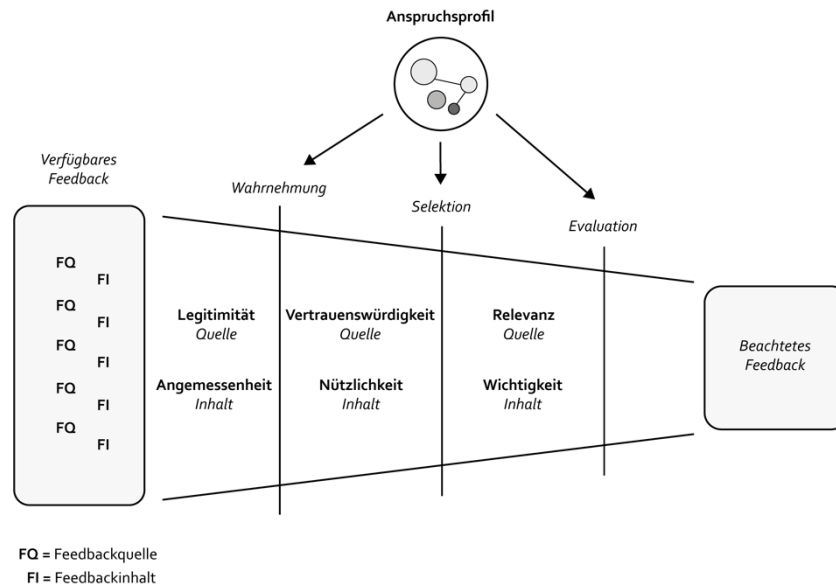 Anspruchsprofil
Verfügbares
Feedback
Wahrnehmung
Selektion
Evaluation
FQ
FI
FQ
FI
FQ
FI
FQ
FI
FQ
FI
Legitimität
Quelle
Angemessenheit
Inhalt
Vertrauenswürdigkeit
Quelle
Nützlichkeit
Inhalt
Relevanz
Quelle
Wichtigkeit
Inhalt
Beachtetes
Feedback
FQ = Feedbackquelle
FI = Feedbackinhalt